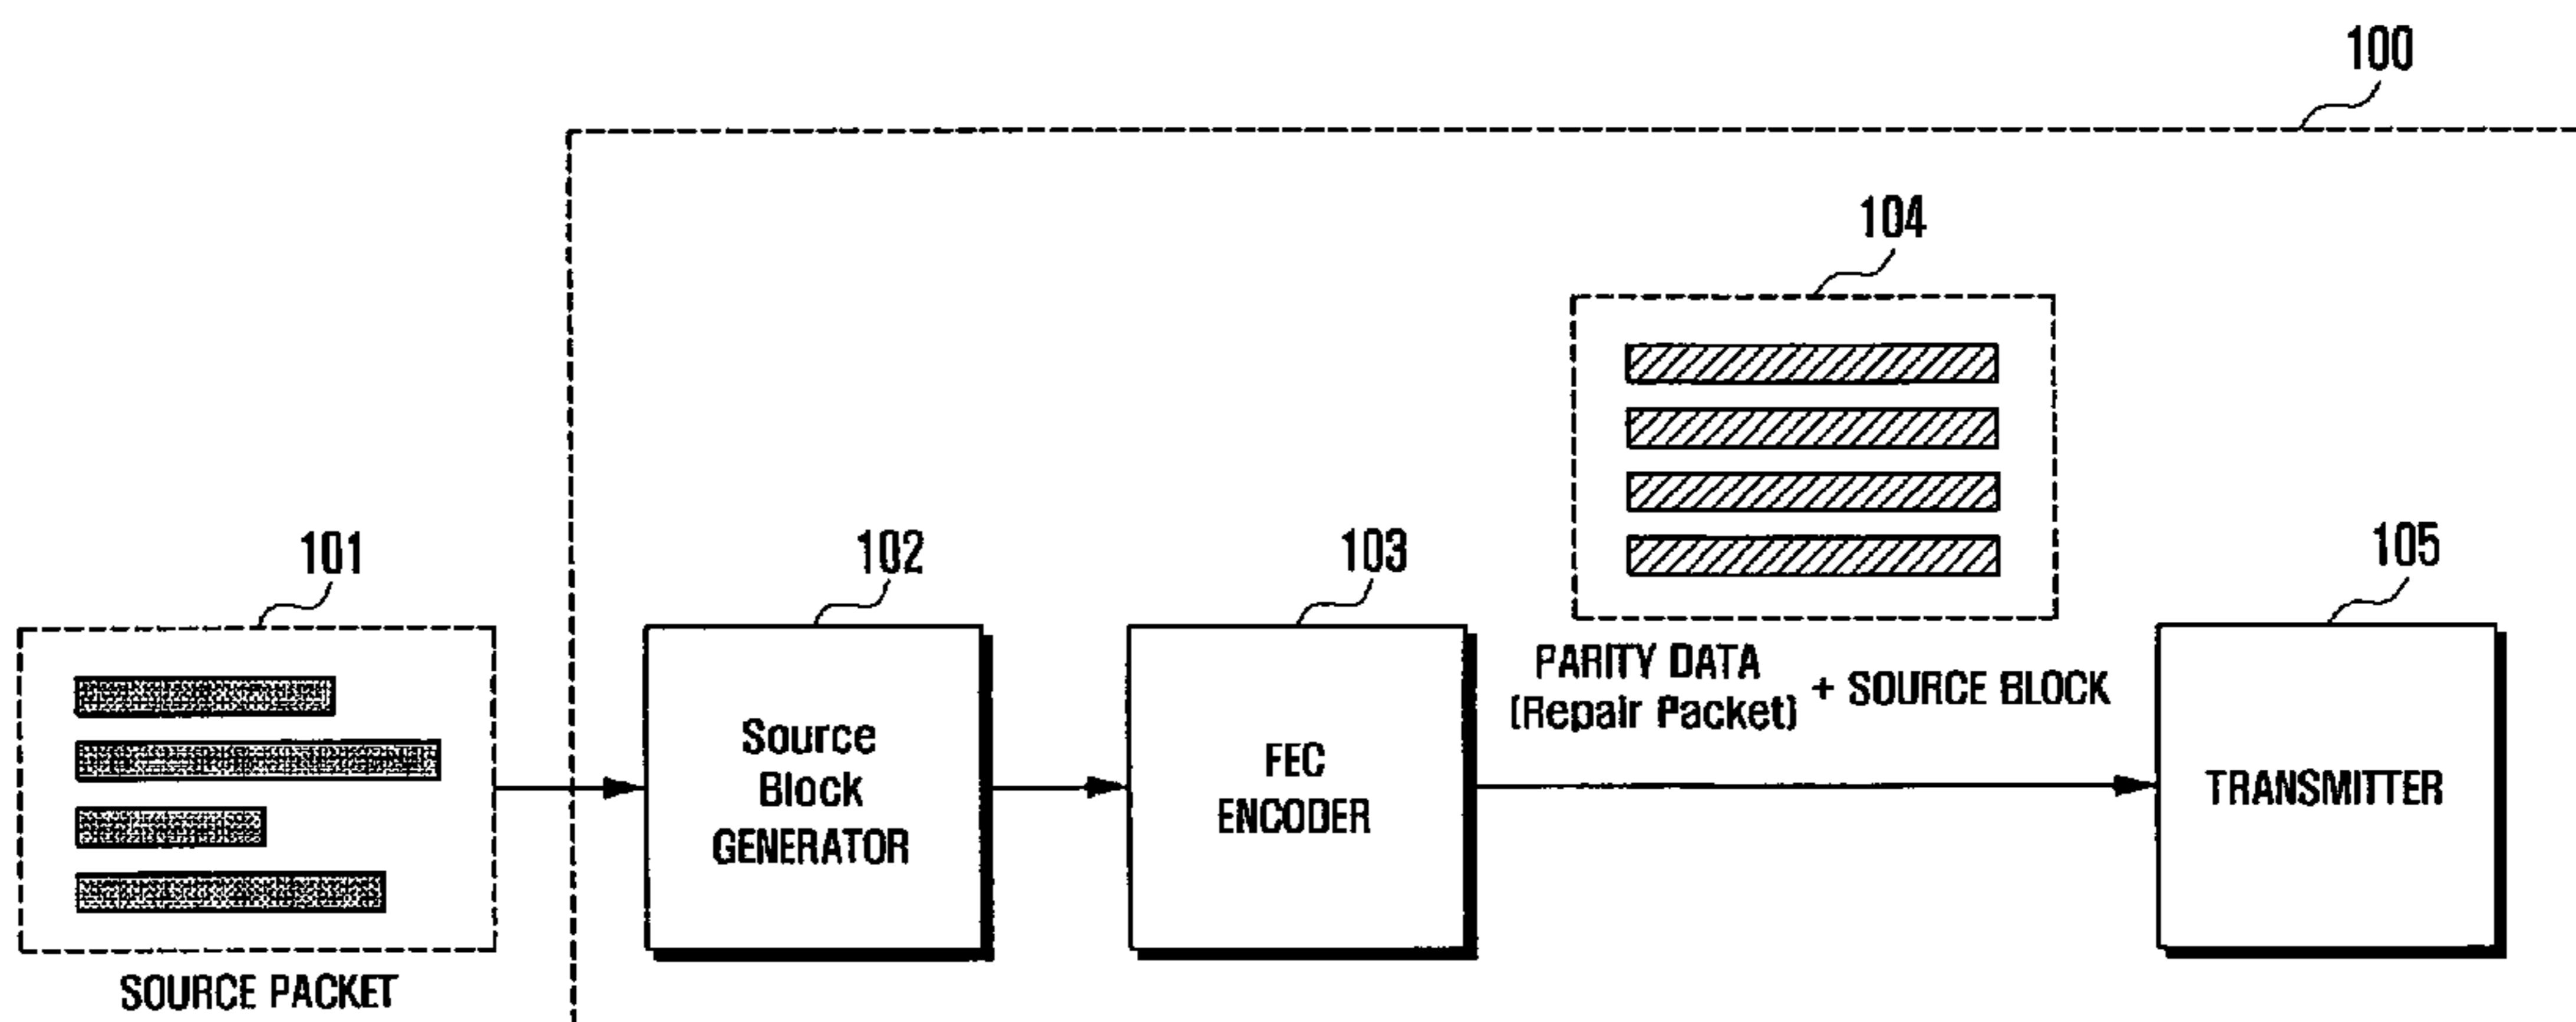 100
104
101
102
103
105
Source
Block
GENERATOR
FEC
ENCODER
PARITY DATA
(Repair Packet)
+ SOURCE BLOCK
TRANSMITTER
SOURCE PACKET